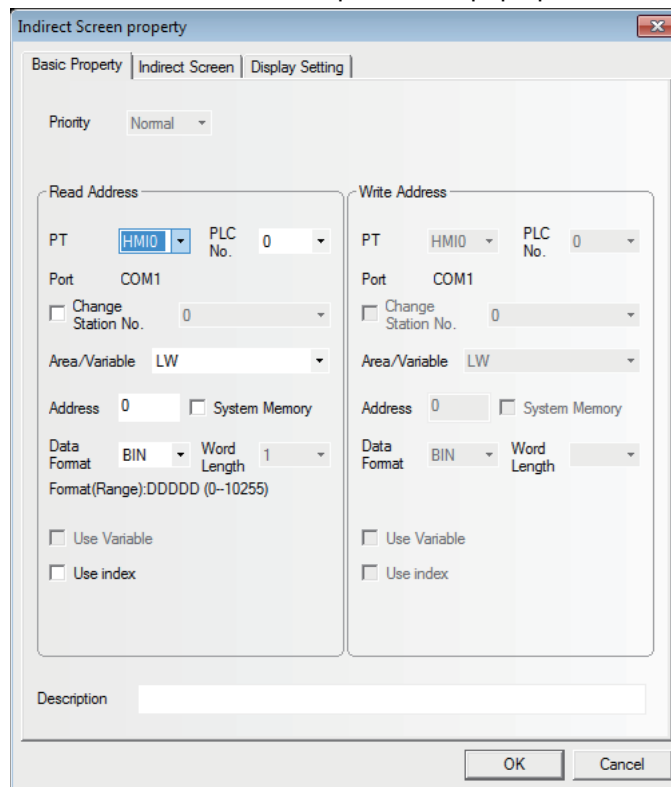 Indirect Screen property
Basic Property Indirect Screen Display Setting
Priority Normal
Read Address
PT HMI0 PLC No. 0
Port COM1
Change Station No. 0
Area/Variable LW
Address 0 System Memory
Data Format BIN Word Length 1
Format(Range):DDDDD (0--10255)
Use Variable
Use index
Write Address
PT HMI0 PLC No. 0
Port COM1
Change Station No. 0
Area/Variable LW
Address 0 System Memory
Data Format BIN Word Length
Use Variable
Use index
Description
OK Cancel